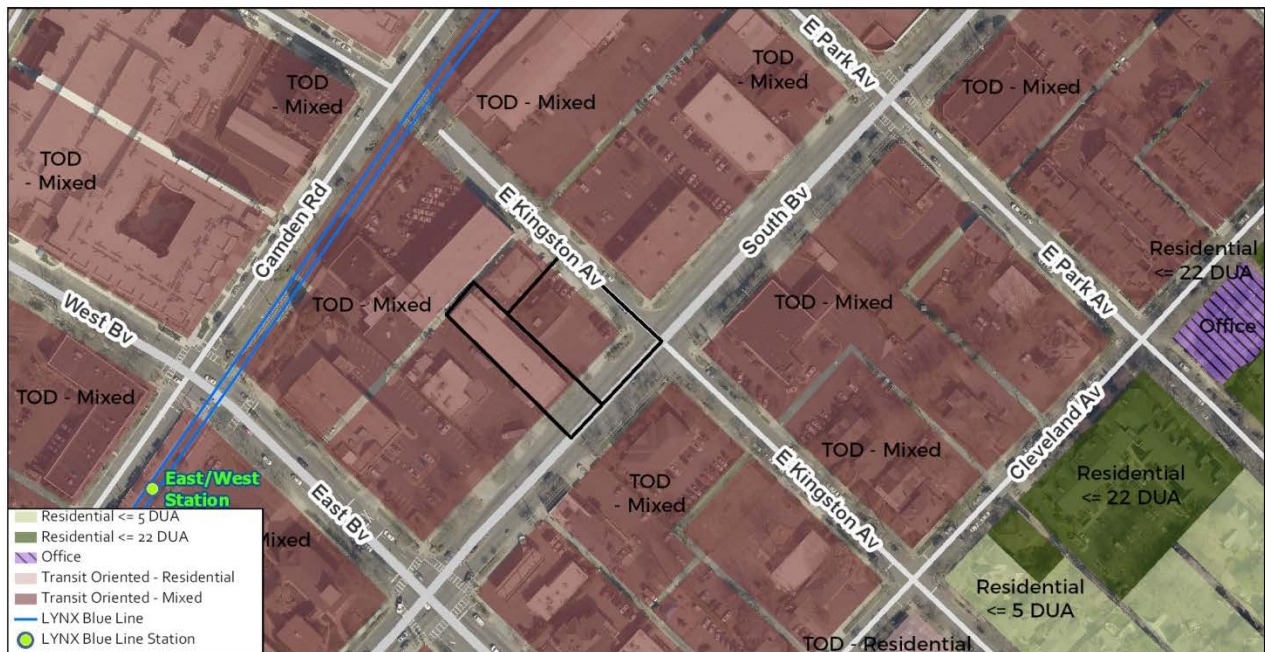 E Park Av
TOD
- Mixed
TOD
- Mixed
TOD - Mixed
TOD - Mixed
TOD
- Mixed
Camden Rd
E Kingston Av
South Bv
Residential
<= 22 DUA
E Park Av
West Bv
TOD - Mixed
TOD - Mixed
Office
TOD - Mixed
TOD - Mixed
Cleveland Av
East/West
Station
East Bv
TOD
- Mixed
E Kingston Av
Residential
<= 22 DUA
Mixed
Residential
<= 5 DUA
TOD - Residential
Residential <= 5 DUA
Residential <= 22 DUA
Office
Transit Oriented - Residential
Transit Oriented - Mixed
LYNX Blue Line
LYNX Blue Line Station